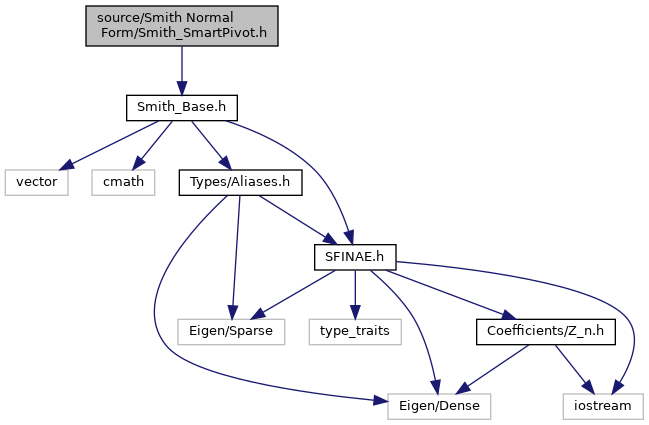 source/Smith Normal
Form/Smith_SmartPivot.h
Smith_Base.h
vector
cmath
Types/Aliases.h
SFINAE.h
Eigen/Sparse
type_traits
Coefficients/Z_n.h
Eigen/Dense
iostream